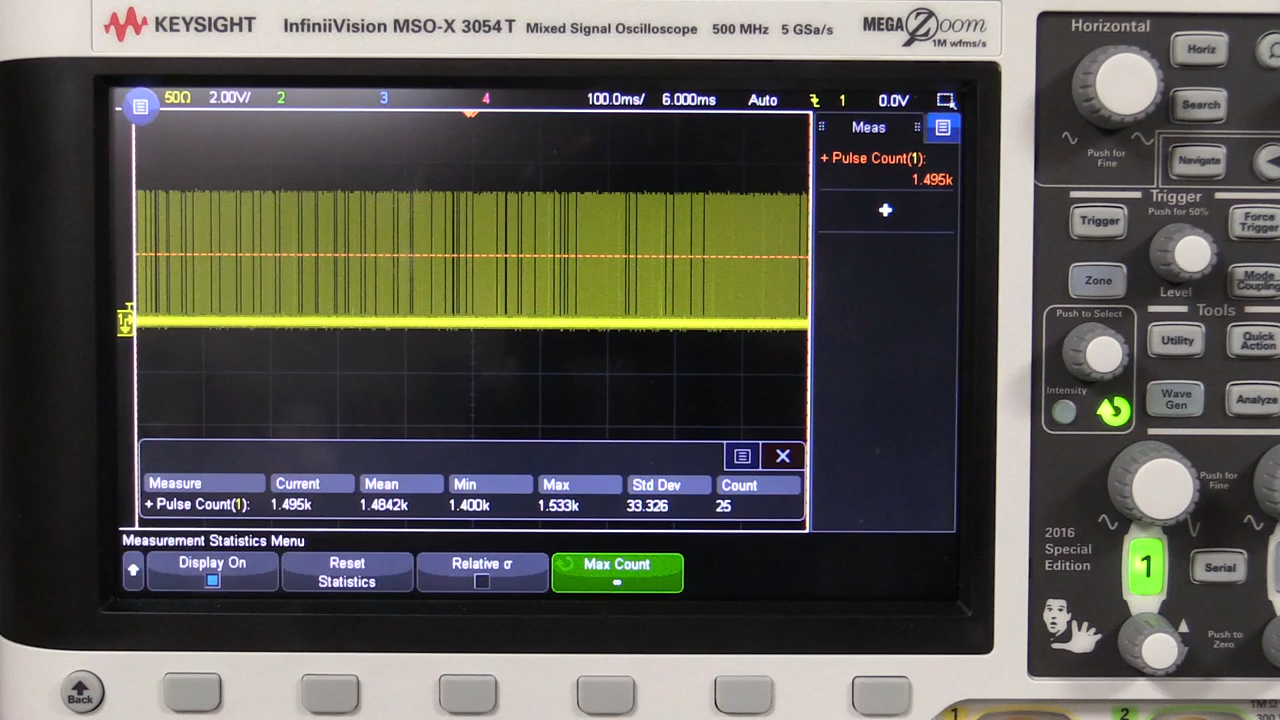 KEYSIGHT InfiniiVision MSO-X 3054T Mixed Signal Oscilloscope 500 MHz 5 GSa/s MEGA Zoom
1M wfms/s
50Ω 2.00V/ 2 3 4 100.0ms/ 6.000ms Auto 1 0.0V
Meas
+ Pulse Count(1):
1.495k
Measure Current Mean Min Max Std Dev Count
+ Pulse Count(1): 1.495k 1.4842k 1.400k 1.533k 33.326 25
Measurement Statistics Menu
Display On
Reset
Statistics
Relative σ
Max Count
∞
Back
Horizontal
Horiz
Search
Push for
Fine
Navigate
Trigger
Push for 50%
Trigger
Force
Trigger
Zone
Level
Mode
Coupling
Tools
Push to Select
Utility
Quick
Action
Intensity
Wave
Gen
Analyze
Push for
Fine
2016
Special
Edition
1
Serial
Push to
Zero
1
2
1MΩ